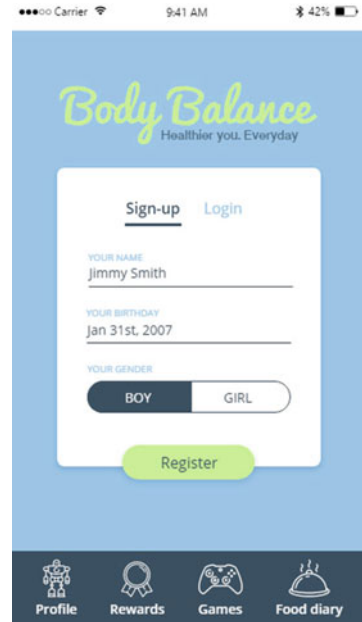 Carrier 9:41 AM 42%
Body Balance
Healthier you. Everyday
Sign-up Login
YOUR NAME
Jimmy Smith
YOUR BIRTHDAY
Jan 31st, 2007
YOUR GENDER
BOY GIRL
Register
Profile Rewards Games Food diary